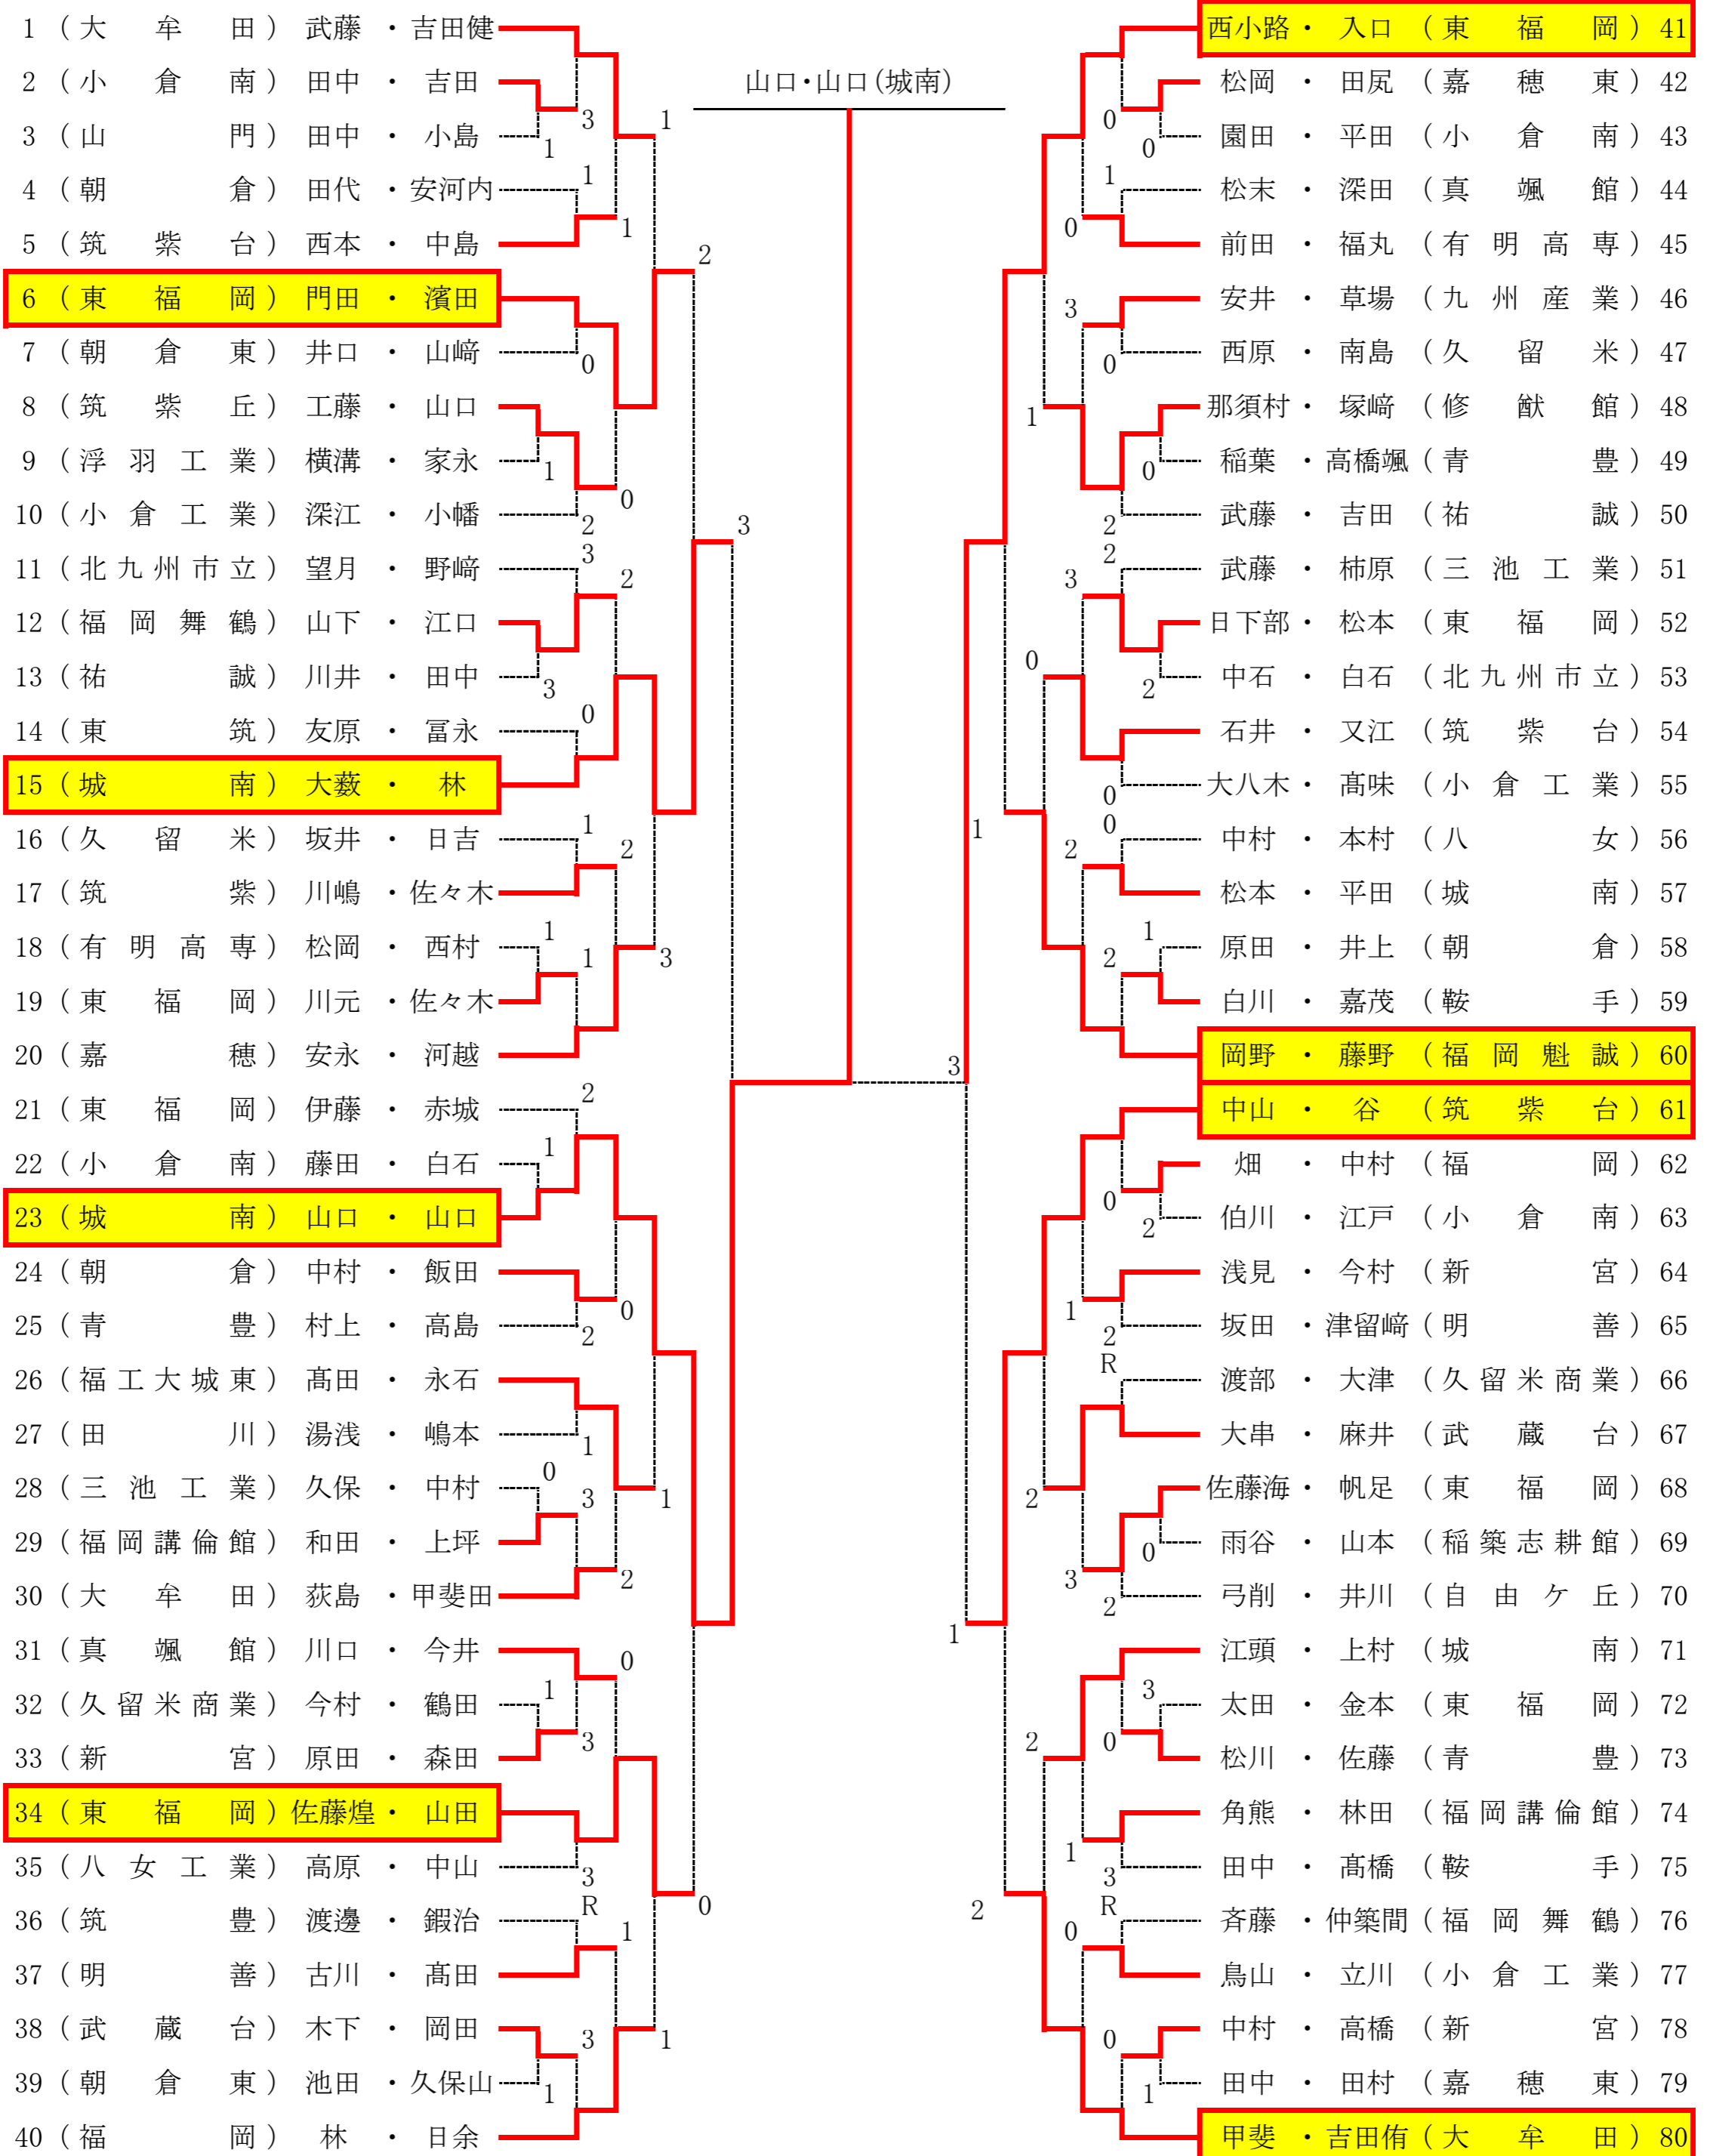 山口・山口(城南)
1 (大牟田) 武藤・吉田健
2 (小倉南) 田中・吉田
3 (山門) 田中・小島
4 (朝倉) 田代・安河内
5 (筑紫台) 西本・中島
6 (東福岡) 門田・濱田
7 (朝倉東) 井口・山﨑
8 (筑紫丘) 工藤・山口
9 (浮羽工業) 横溝・家永
10 (小倉工業) 深江・小幡
11 (北九州市立) 望月・野﨑
12 (福岡舞鶴) 山下・江口
13 (祐誠) 川井・田中
14 (東筑) 友原・冨永
15 (城南) 大薮・林
16 (久留米) 坂井・日吉
17 (筑紫) 川嶋・佐々木
18 (有明高専) 松岡・西村
19 (東福岡) 川元・佐々木
20 (嘉穂) 安永・河越
21 (東福岡) 伊藤・赤城
22 (小倉南) 藤田・白石
23 (城南) 山口・山口
24 (朝倉) 中村・飯田
25 (青豊) 村上・高島
26 (福工大城東) 髙田・永石
27 (田川) 湯浅・嶋本
28 (三池工業) 久保・中村
29 (福岡講倫館) 和田・上坪
30 (大牟田) 荻島・甲斐田
31 (真颯館) 川口・今井
32 (久留米商業) 今村・鶴田
33 (新宮) 原田・森田
34 (東福岡) 佐藤煌・山田
35 (八女工業) 高原・中山
36 (筑豊) 渡邊・鍜治
37 (明善) 古川・髙田
38 (武蔵台) 木下・岡田
39 (朝倉東) 池田・久保山
40 (福岡) 林・日余
西小路・入口 (東福岡) 41
松岡・田尻 (嘉穂東) 42
園田・平田 (小倉南) 43
松末・深田 (真颯館) 44
前田・福丸 (有明高専) 45
安井・草場 (九州産業) 46
西原・南島 (久留米) 47
那須村・塚﨑 (修猷館) 48
稲葉・高橋颯 (青豊) 49
武藤・吉田 (祐誠) 50
武藤・柿原 (三池工業) 51
日下部・松本 (東福岡) 52
中石・白石 (北九州市立) 53
石井・又江 (筑紫台) 54
大八木・髙味 (小倉工業) 55
中村・本村 (八女) 56
松本・平田 (城南) 57
原田・井上 (朝倉) 58
白川・嘉茂 (鞍手) 59
岡野・藤野 (福岡魁誠) 60
中山・谷 (筑紫台) 61
畑・中村 (福岡) 62
伯川・江戸 (小倉南) 63
浅見・今村 (新宮) 64
坂田・津留﨑 (明善) 65
渡部・大津 (久留米商業) 66
大串・麻井 (武蔵台) 67
佐藤海・帆足 (東福岡) 68
雨谷・山本 (稲築志耕館) 69
弓削・井川 (自由ケ丘) 70
江頭・上村 (城南) 71
太田・金本 (東福岡) 72
松川・佐藤 (青豊) 73
角熊・林田 (福岡講倫館) 74
田中・髙橋 (鞍手) 75
斉藤・仲築間 (福岡舞鶴) 76
鳥山・立川 (小倉工業) 77
中村・高橋 (新宮) 78
田中・田村 (嘉穂東) 79
甲斐・吉田侑 (大牟田) 80